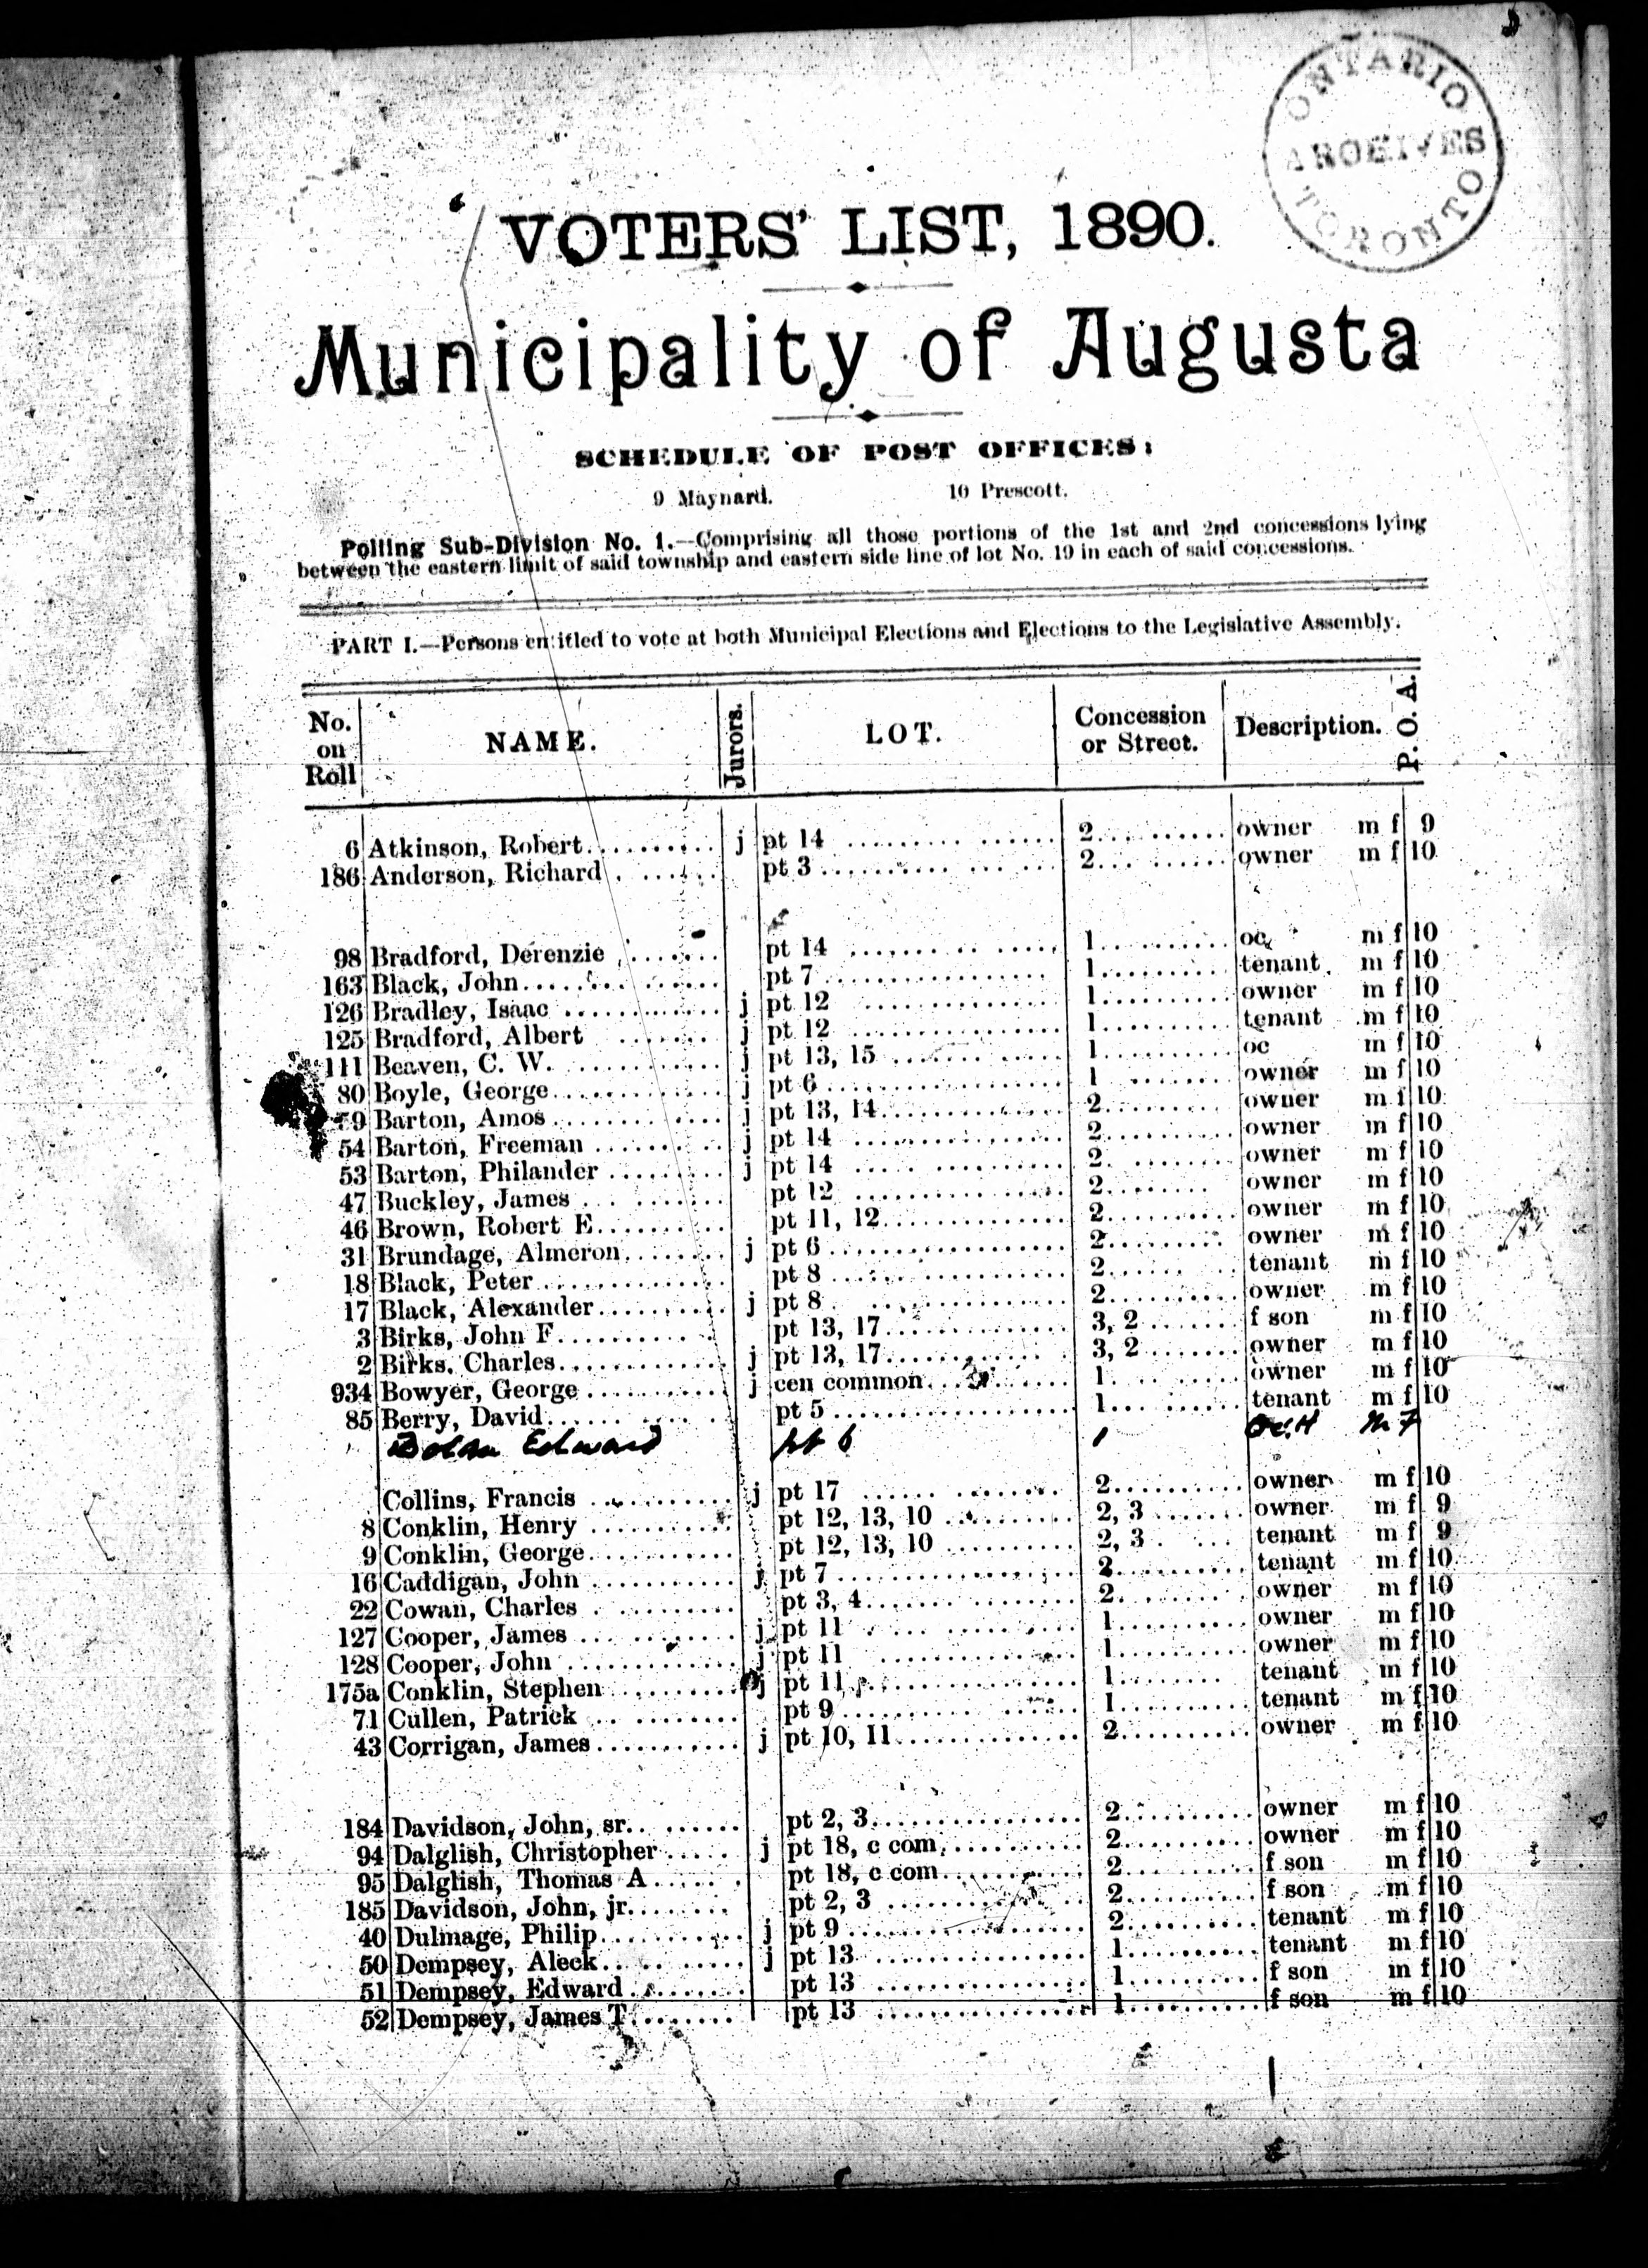 ONTARIO
ARCHIVES
TORONTO
VOTERS' LIST, 1890.
Municipality of Augusta
SCHEDULE OF POST OFFICES:
9 Maynard. 10 Prescott.
Polling Sub-Division No. 1.—Comprising all those portions of the 1st and 2nd concessions lying
between the eastern limit of said township and eastern side line of lot No. 19 in each of said concessions.
PART I.—Persons entitled to vote at both Municipal Elections and Elections to the Legislative Assembly.
No. on Roll NAME. Jurors. LOT. Concession or Street. Description. P. O. A.
6 Atkinson, Robert.......... j pt 14 .......... 2.......... owner m f 9
186 Anderson, Richard ...... pt 3.......... 2.......... owner m f 10
98 Bradford, Derenzie ....... pt 14 .......... 1.......... oc m f 10
163 Black, John.......... pt 7.......... 1.......... tenant m f 10
126 Bradley, Isaac .......... j pt 12 .......... 1.......... owner m f 10
125 Bradford, Albert ....... j pt 12 .......... 1.......... tenant m f 10
111 Beaven, C. W. .......... j pt 13, 15.......... 1.......... oc m f 10
80 Boyle, George.......... j pt 6.......... 1 .......... owner m f 10
59 Barton, Amos.......... j pt 13, 14.......... 2.......... owner m f 10
54 Barton, Freeman .......... j pt 14 .......... 2.......... owner m f 10
53 Barton, Philander .......... j pt 14 .......... 2.......... owner m f 10
47 Buckley, James .......... pt 12 .......... 2.......... owner m f 10
46 Brown, Robert E.......... pt 11, 12.......... 2.......... owner m f 10
31 Brundage, Almeron.......... j pt 6.......... 2.......... owner m f 10
18 Black, Peter.......... pt 8.......... 2.......... tenant m f 10
17 Black, Alexander.......... j pt 8.......... 2.......... owner m f 10
3 Birks, John F.......... pt 13, 17.......... 3, 2.......... f son m f 10
2 Birks. Charles.......... j pt 13, 17.......... 3, 2.......... owner m f 10
934 Bowyer, George.......... j cen common.......... 1.......... owner m f 10
85 Berry, David.......... pt 5.......... 1.......... tenant m f 10
Edward pt 6 1 m f
Collins, Francis .......... j pt 17 .......... 2.......... owner m f 10
8 Conklin, Henry .......... pt 12, 13, 10 .......... 2, 3 .......... owner m f 9
9 Conklin, George.......... pt 12, 13, 10 .......... 2, 3 .......... tenant m f 9
16 Caddigan, John .......... j pt 7.......... 2.......... tenant m f 10
22 Cowan, Charles .......... pt 3, 4.......... 2.......... owner m f 10
127 Cooper, James .......... j pt 11 .......... 1.......... owner m f 10
128 Cooper, John .......... j pt 11 .......... 1.......... owner m f 10
175a Conklin, Stephen.......... j pt 11.......... 1.......... tenant m f 10
71 Cullen, Patrick .......... pt 9.......... 1.......... tenant m f 10
43 Corrigan, James.......... j pt 10, 11.......... 2.......... owner m f 10
184 Davidson, John, sr.......... pt 2, 3.......... 2.......... owner m f 10
94 Dalglish, Christopher ..... j pt 18, c com.......... 2.......... owner m f 10
95 Dalglish, Thomas A...... pt 18, c com.......... 2.......... f son m f 10
185 Davidson, John, jr........ pt 2, 3 .......... 2.......... f son m f 10
40 Dulmage, Philip.......... j pt 9.......... 2.......... tenant m f 10
50 Dempsey, Aleck.......... j pt 13 .......... 1.......... tenant m f 10
51 Dempsey, Edward .......... pt 13 .......... 1.......... f son m f 10
52 Dempsey, James T........ pt 13 .......... 1.......... f son m f 10